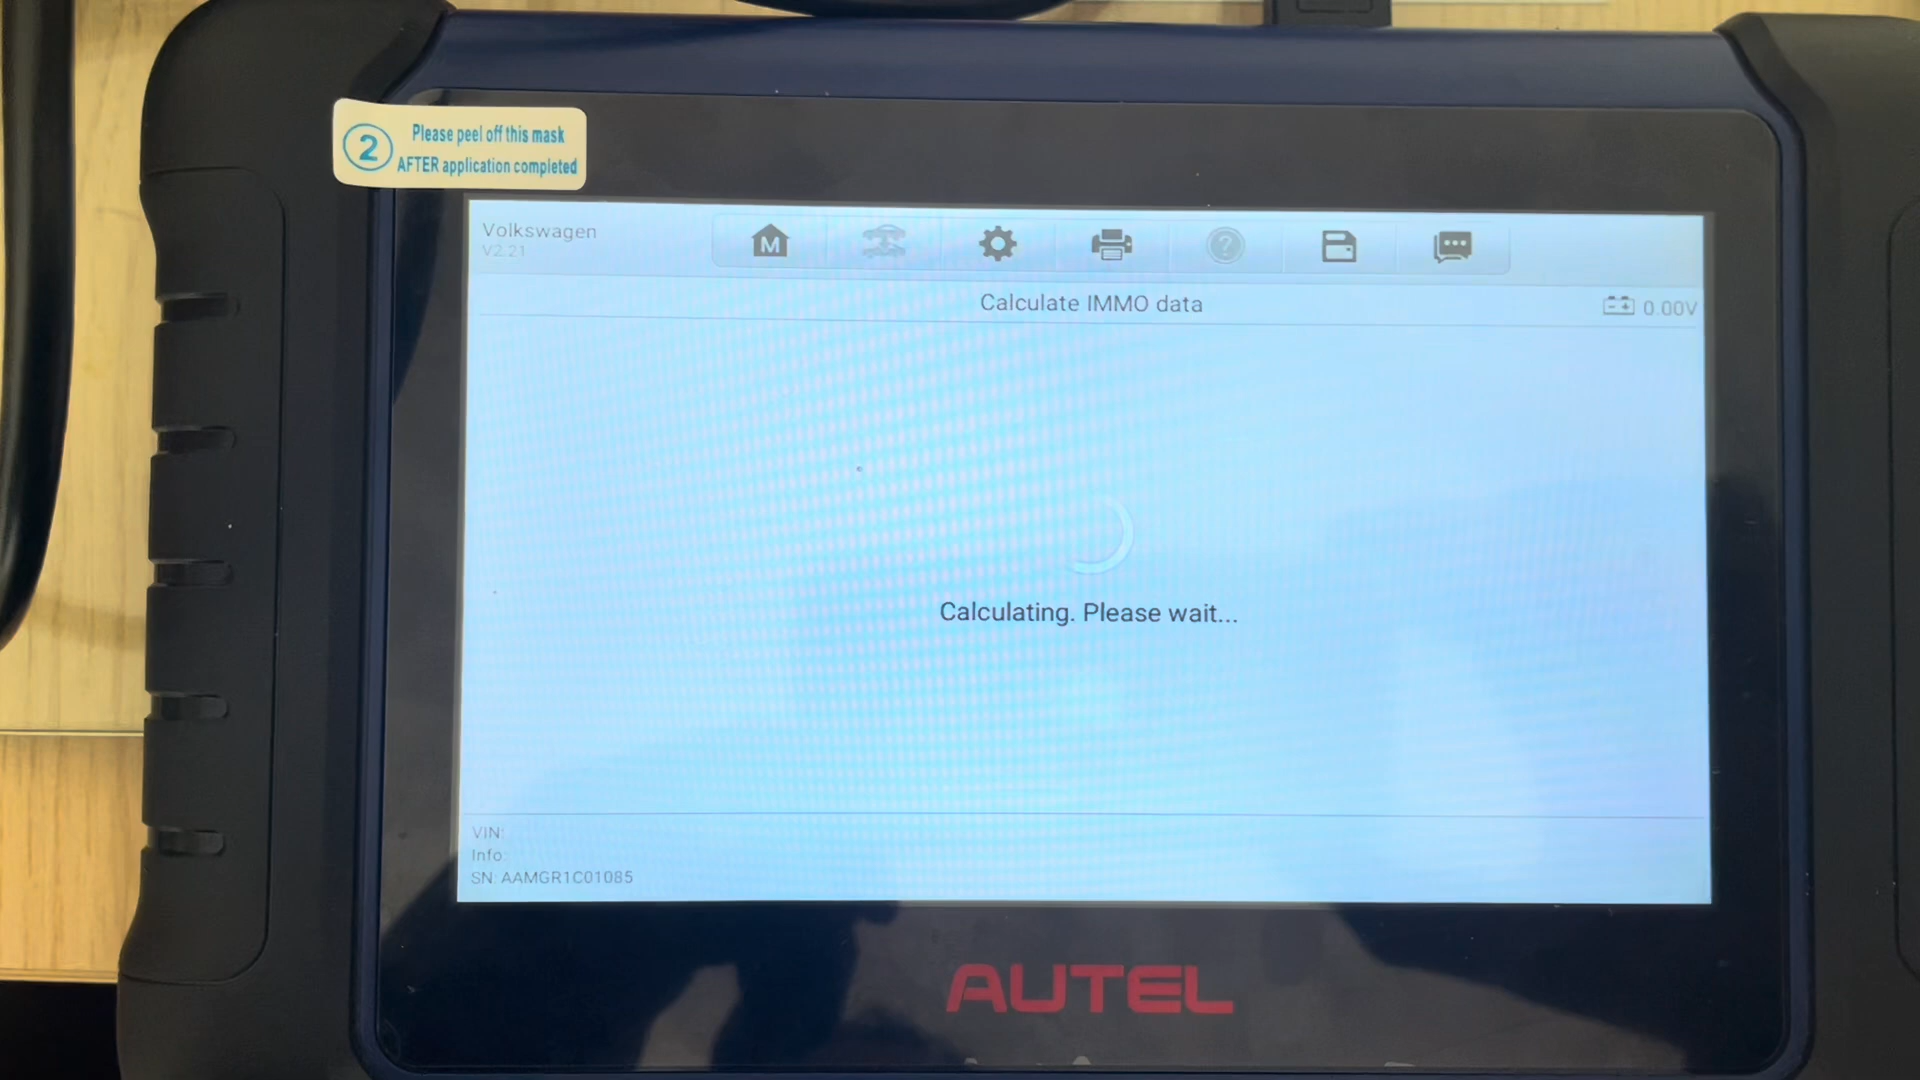 2
Please peel off this mask
AFTER application completed
Volkswagen
V2.21
M
?
Calculate IMMO data
0.00V
Calculating. Please wait...
VIN:
Info:
SN: AAMGR1C01085
AUTEL